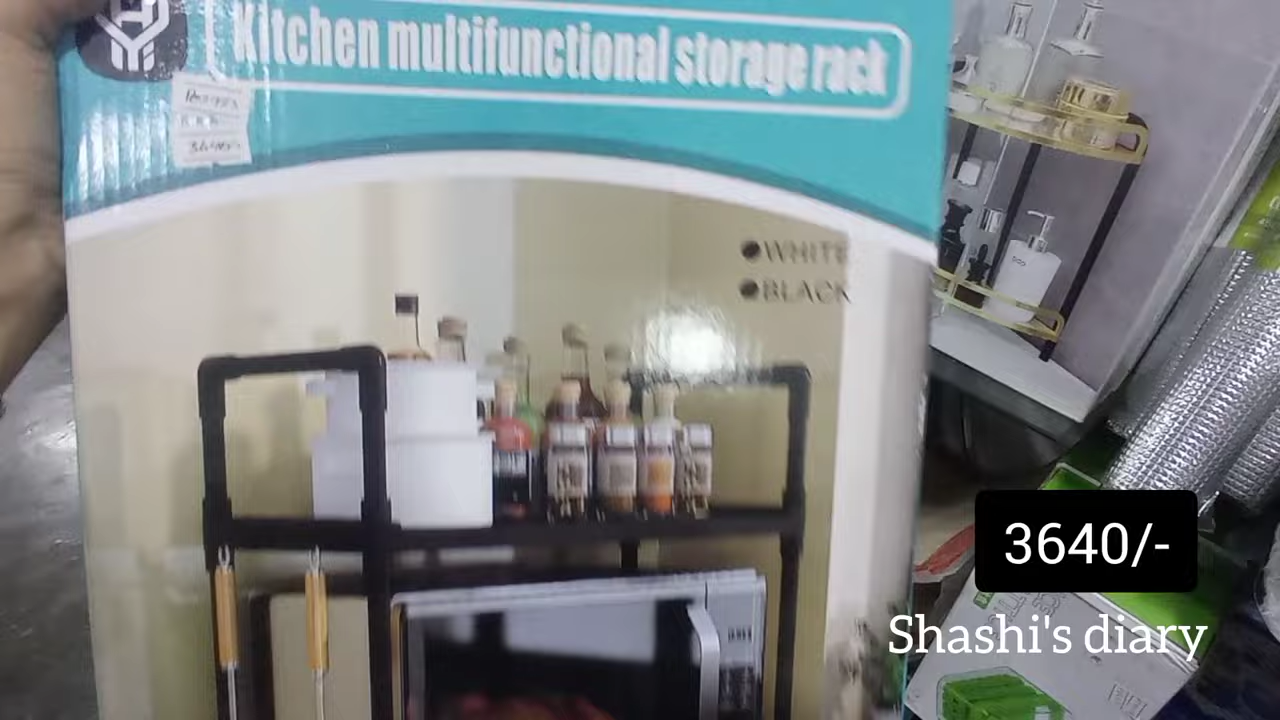 Kitchen multifunctional storage rack
WHITE
BLACK
3640/-
Shashi's diary